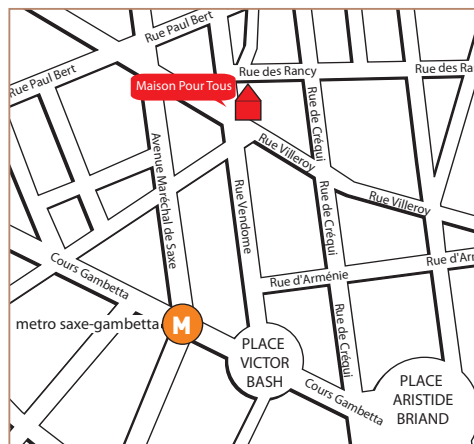 Rue Paul Bert
Rue Paul Bert
Rue des Rancy
Rue des Ran
Maison Pour Tous
Rue de Créqui
Avenue Maréchal de Saxe
Rue Villeroy
Rue Villeroy
Rue Vendome
Rue de Créqui
Cours Gambetta
Rue d'Arménie
Rue d'Arm
metro saxe-gambetta
M
Rue de Créqui
PLACE
VICTOR
BASH
Cours Gambetta
PLACE
ARISTIDE
BRIAND